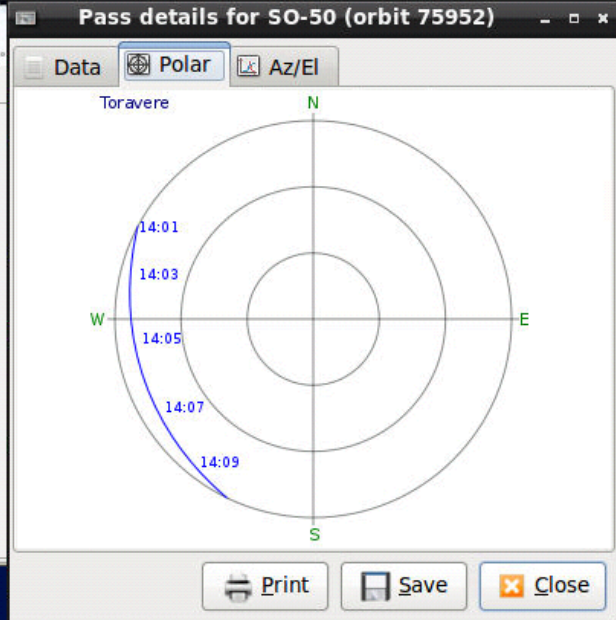 Pass details for SO-50 (orbit 75952)
Data Polar Az/El
Toravere
N
14:01
14:03
W E
14:05
14:07
14:09
S
Print Save Close